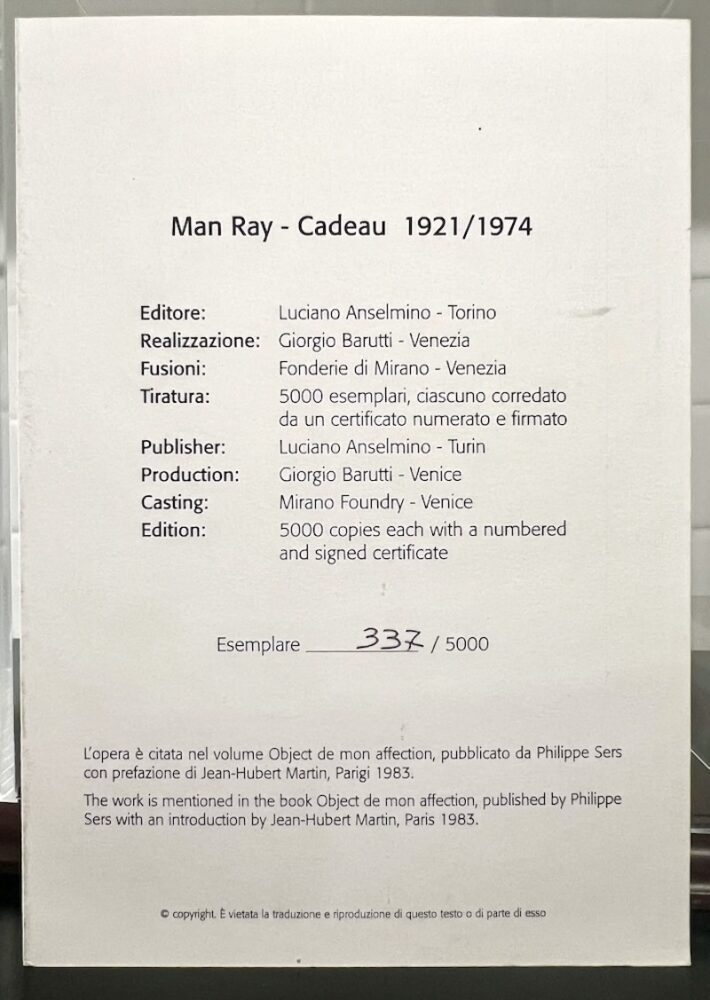 Man Ray - Cadeau 1921/1974
Editore: Luciano Anselmino - Torino
Realizzazione: Giorgio Barutti - Venezia
Fusioni: Fonderie di Mirano - Venezia
Tiratura: 5000 esemplari, ciascuno corredato
da un certificato numerato e firmato
Publisher: Luciano Anselmino - Turin
Production: Giorgio Barutti - Venice
Casting: Mirano Foundry - Venice
Edition: 5000 copies each with a numbered
and signed certificate
Esemplare 337 / 5000
L'opera è citata nel volume Object de mon affection, pubblicato da Philippe Sers
con prefazione di Jean-Hubert Martin, Parigi 1983.
The work is mentioned in the book Object de mon affection, published by Philippe
Sers with an introduction by Jean-Hubert Martin, Paris 1983.
© copyright. È vietata la traduzione e riproduzione di questo testo o di parte di esso